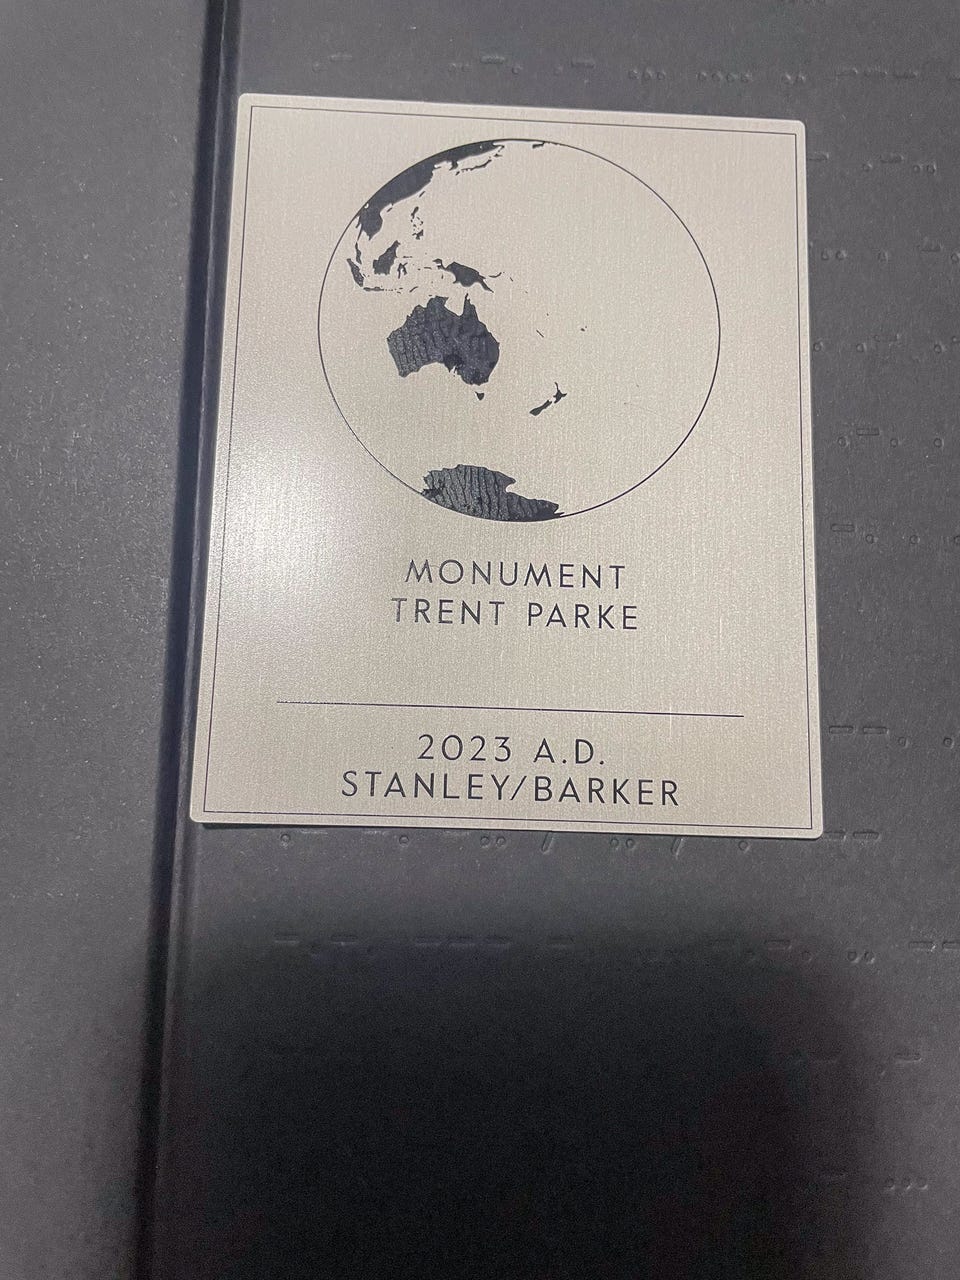 MONUMENT
TRENT PARKE
2023 A.D.
STANLEY/BARKER